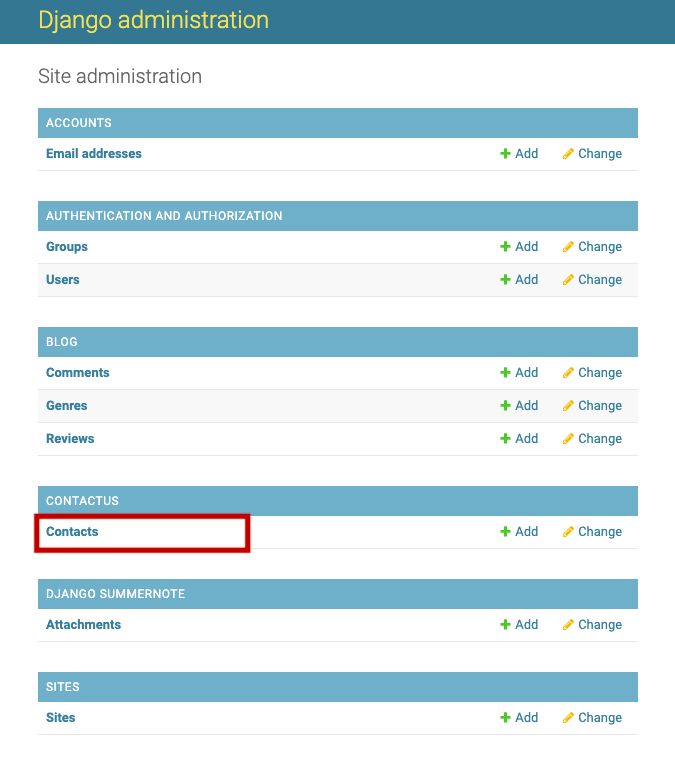 Django administration
Site administration
ACCOUNTS
Email addresses Add Change
AUTHENTICATION AND AUTHORIZATION
Groups Add Change
Users Add Change
BLOG
Comments Add Change
Genres Add Change
Reviews Add Change
CONTACTUS
Contacts Add Change
DJANGO SUMMERNOTE
Attachments Add Change
SITES
Sites Add Change